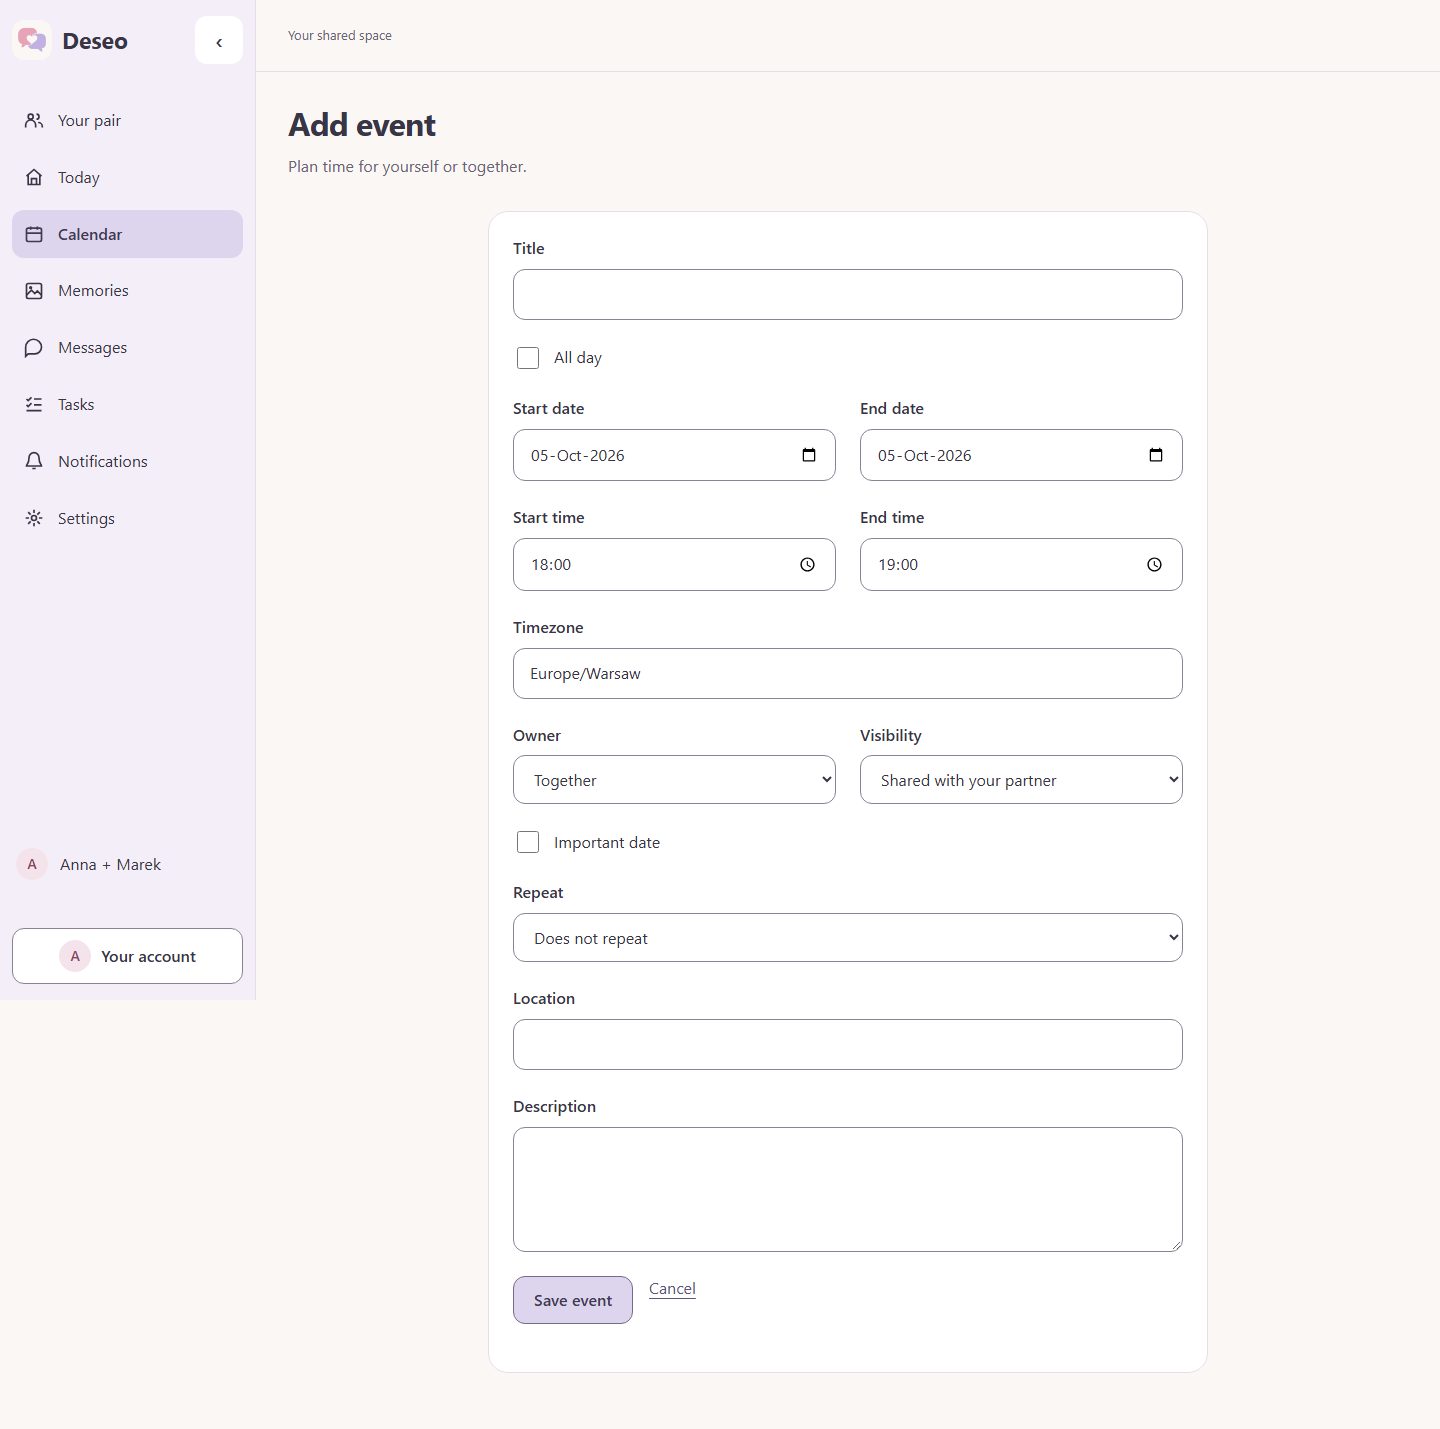 Deseo
‹
Your pair
Today
Calendar
Memories
Messages
Tasks
Notifications
Settings
A Anna + Marek
A Your account
Your shared space
Add event
Plan time for yourself or together.
Title
All day
Start date End date
05-Oct-2026 05-Oct-2026
Start time End time
18:00 19:00
Timezone
Europe/Warsaw
Owner Visibility
Together Shared with your partner
Important date
Repeat
Does not repeat
Location
Description
Save event Cancel